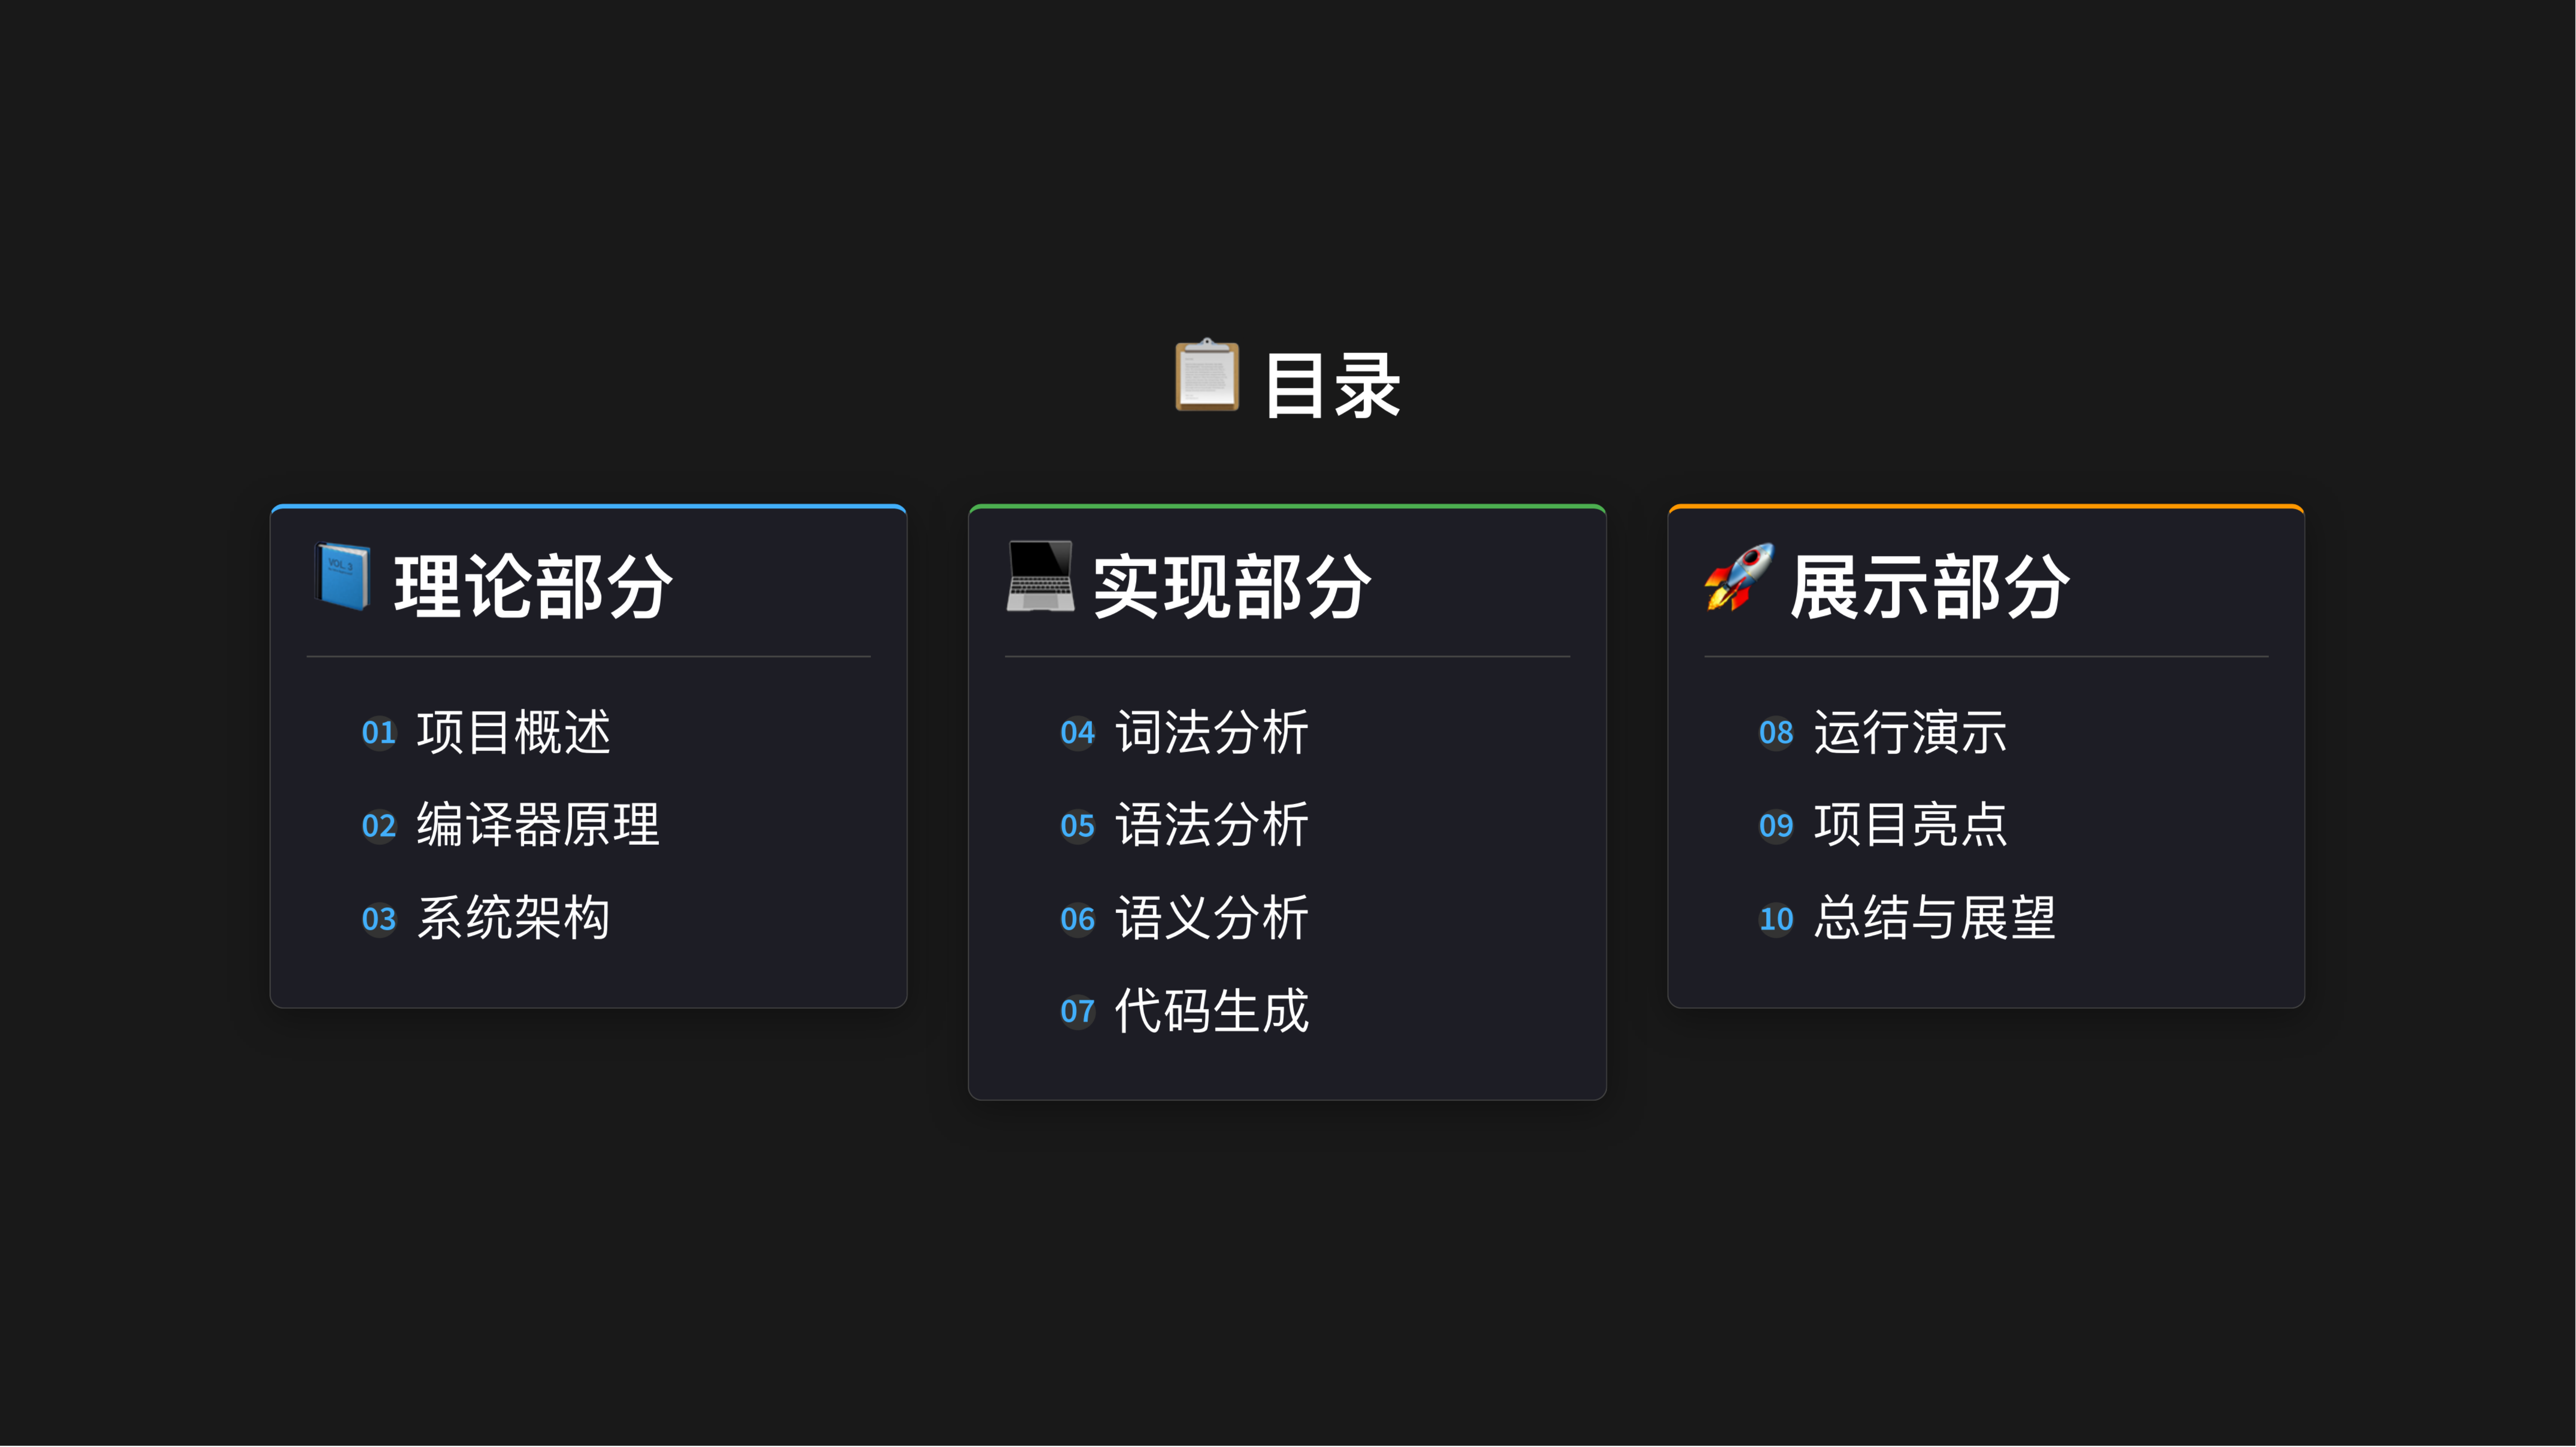 目录
理论部分
01 项目概述
02 编译器原理
03 系统架构
实现部分
04 词法分析
05 语法分析
06 语义分析
07 代码生成
展示部分
08 运行演示
09 项目亮点
10 总结与展望